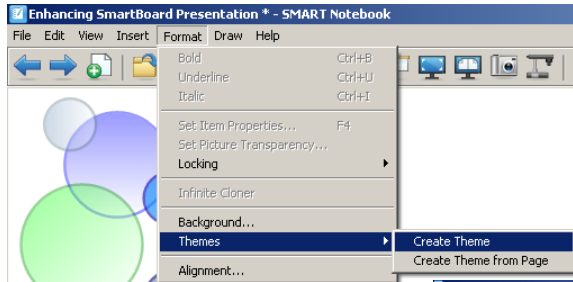 Enhancing SmartBoard Presentation * - SMART Notebook
File Edit View Insert Format Draw Help
Bold Ctrl+B
Underline Ctrl+U
Italic Ctrl+I
Set Item Properties... F4
Set Picture Transparency...
Locking
Infinite Cloner
Background...
Themes
Create Theme
Create Theme from Page
Alignment...